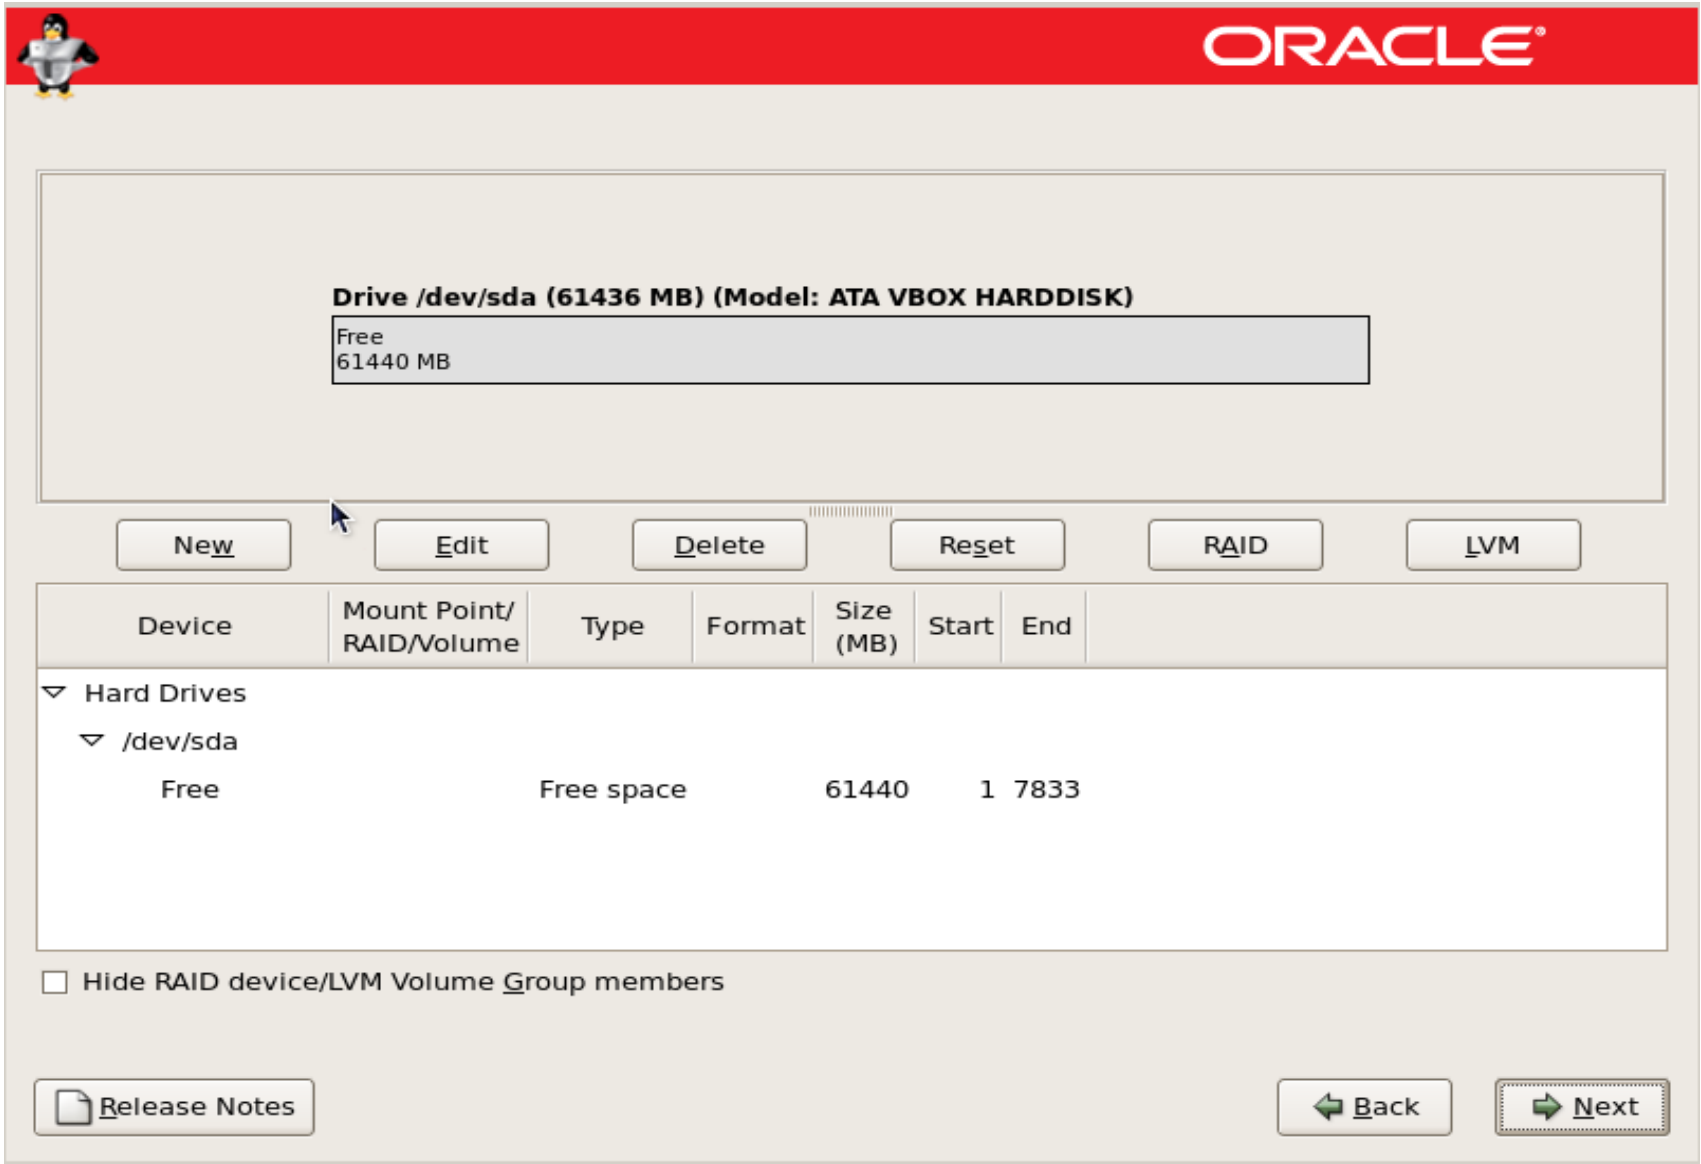 ORACLE
Drive /dev/sda (61436 MB) (Model: ATA VBOX HARDDISK)
Free
61440 MB
New Edit Delete Reset RAID LVM
Device Mount Point/ RAID/Volume Type Format Size (MB) Start End
Hard Drives
/dev/sda
Free Free space 61440 1 7833
Hide RAID device/LVM Volume Group members
Release Notes Back Next